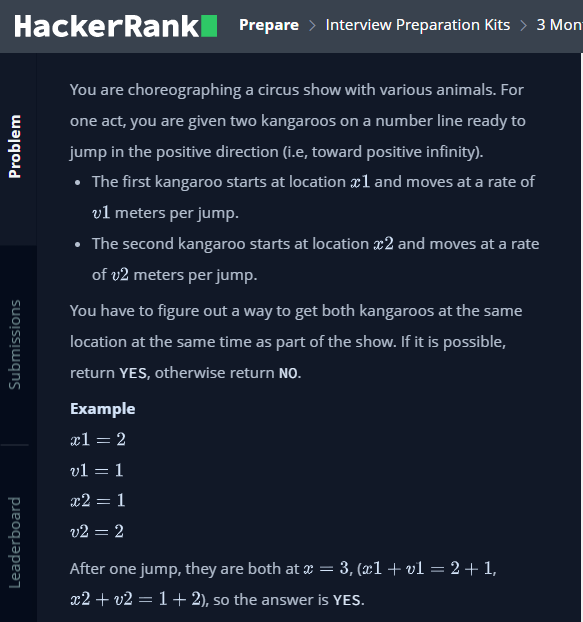 HackerRank Prepare > Interview Preparation Kits > 3 Mon
Problem
Submissions
Leaderboard
You are choreographing a circus show with various animals. For
one act, you are given two kangaroos on a number line ready to
jump in the positive direction (i.e, toward positive infinity).
• The first kangaroo starts at location x1 and moves at a rate of
v1 meters per jump.
• The second kangaroo starts at location x2 and moves at a rate
of v2 meters per jump.
You have to figure out a way to get both kangaroos at the same
location at the same time as part of the show. If it is possible,
return YES, otherwise return NO.
Example
x1 = 2
v1 = 1
x2 = 1
v2 = 2
After one jump, they are both at x = 3, (x1 + v1 = 2 + 1,
x2 + v2 = 1 + 2), so the answer is YES.